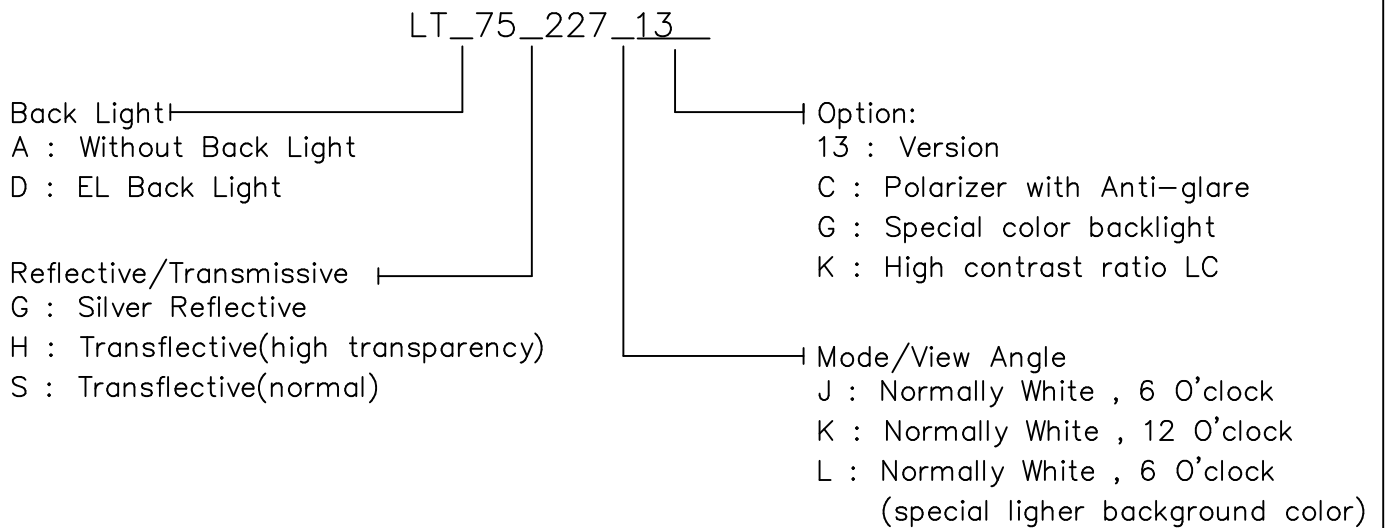 LT_75_227_13__
Back Light
A : Without Back Light
D : EL Back Light
Reflective/Transmissive
G : Silver Reflective
H : Transflective(high transparency)
S : Transflective(normal)
Option:
13 : Version
C : Polarizer with Anti-glare
G : Special color backlight
K : High contrast ratio LC
Mode/View Angle
J : Normally White , 6 O'clock
K : Normally White , 12 O'clock
L : Normally White , 6 O'clock
(special ligher background color)